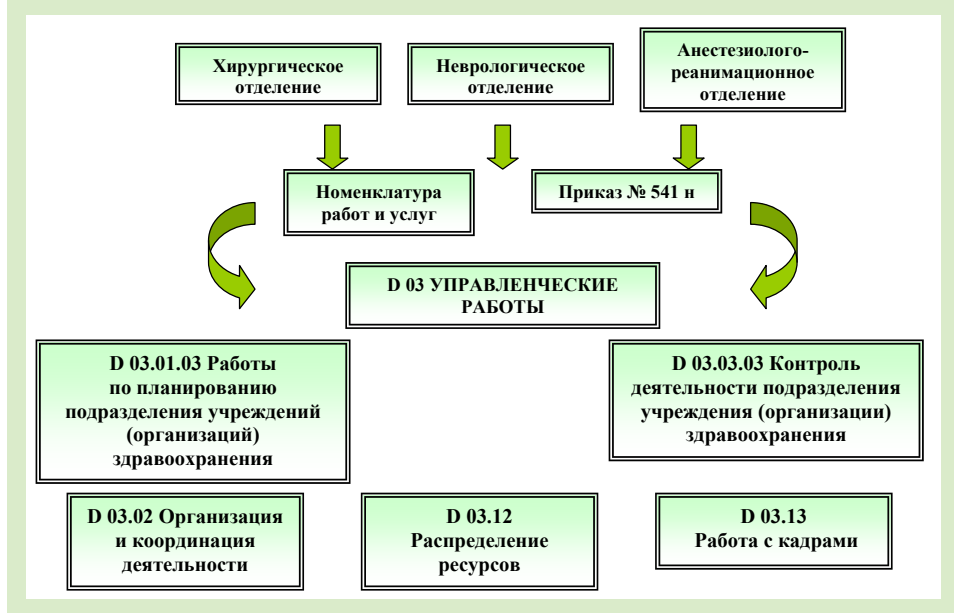 Хирургическое
отделение
Неврологическое
отделение
Анестезиолого-
реанимационное
отделение
Номенклатура
работ и услуг
Приказ № 541 н
D 03 УПРАВЛЕНЧЕСКИЕ
РАБОТЫ
D 03.01.03 Работы
по планированию
подразделения учреждений
(организаций)
здравоохранения
D 03.03.03 Контроль
деятельности подразделения
учреждения (организации)
здравоохранения
D 03.02 Организация
и координация
деятельности
D 03.12
Распределение
ресурсов
D 03.13
Работа с кадрами